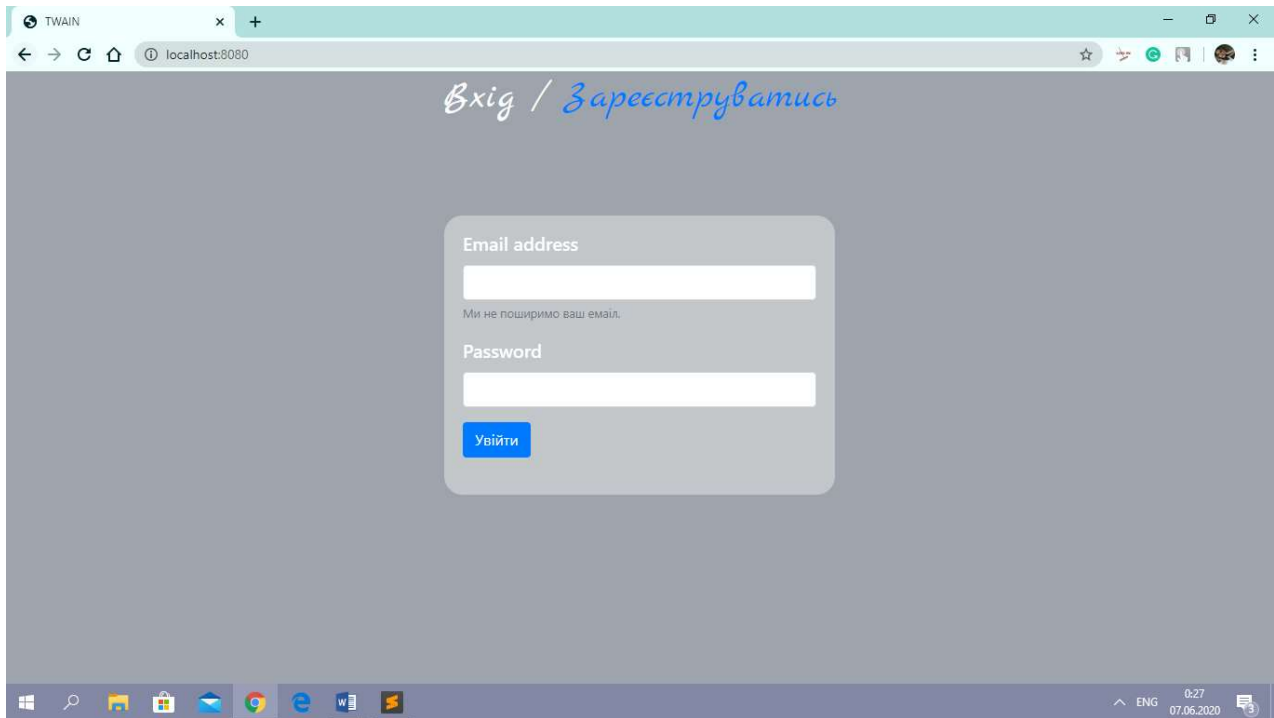 TWAIN
localhost:8080
Вхід / Зареєструватись
Email address
Ми не поширимо ваш емаіл.
Password
Увійти
ENG
0:27
07.06.2020
3